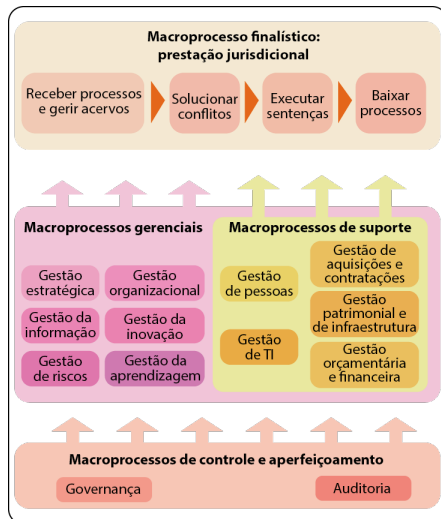 Macroprocesso finalístico:
prestação jurisdicional
Receber processos
e gerir acervos
Solucionar
conflitos
Executar
sentenças
Baixar
processos
Macroprocessos gerenciais
Gestão
estratégica
Gestão
organizacional
Gestão da
informação
Gestão da
inovação
Gestão
de riscos
Gestão da
aprendizagem
Macroprocessos de suporte
Gestão
de pessoas
Gestão
de TI
Gestão de
aquisições e
contratações
Gestão
patrimonial e
de infraestrutura
Gestão
orçamentária
e financeira
Macroprocessos de controle e aperfeiçoamento
Governança
Auditoria